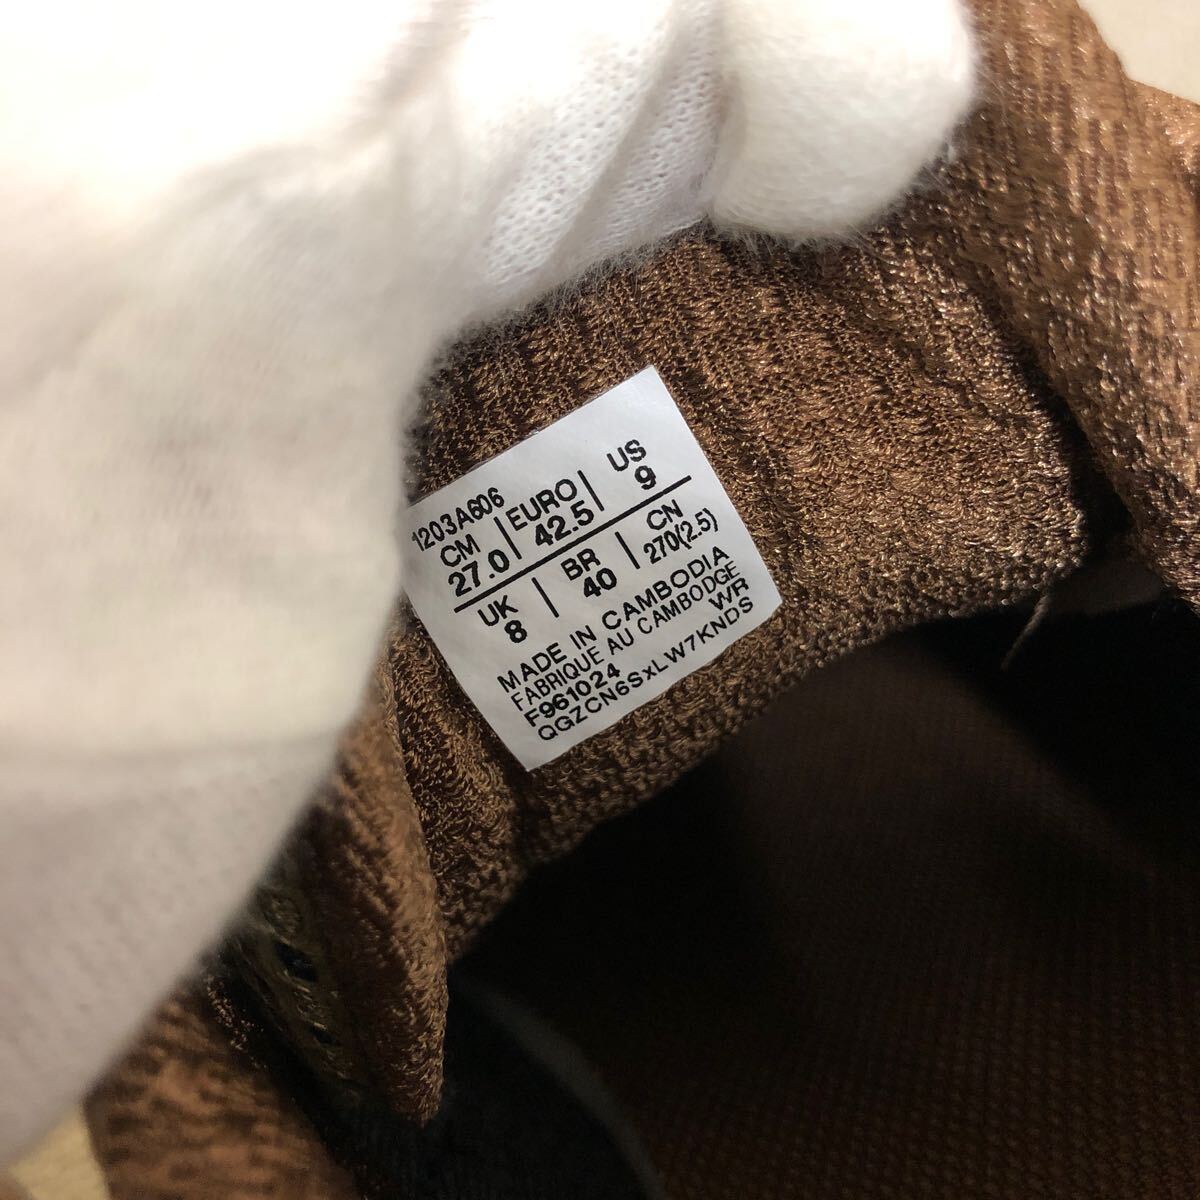 1203A606
CM EURO US
27.0 42.5 9
UK BR CN
8 40 270(2.5)
MADE IN CAMBODIA
FABRIQUE AU CAMBODGE
F961024 WR
QGZCN6SxLW7KNDS